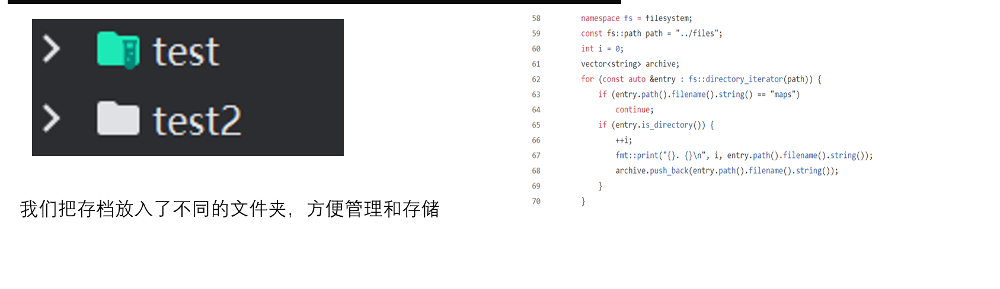 test
test2
我们把存档放入了不同的文件夹，方便管理和存储
58 namespace fs = filesystem;
59 const fs::path path = "../files";
60 int i = 0;
61 vector<string> archive;
62 for (const auto &entry : fs::directory_iterator(path)) {
63 if (entry.path().filename().string() == "maps")
64 continue;
65 if (entry.is_directory()) {
66 ++i;
67 fmt::print("{}. {}\n", i, entry.path().filename().string());
68 archive.push_back(entry.path().filename().string());
69 }
70 }